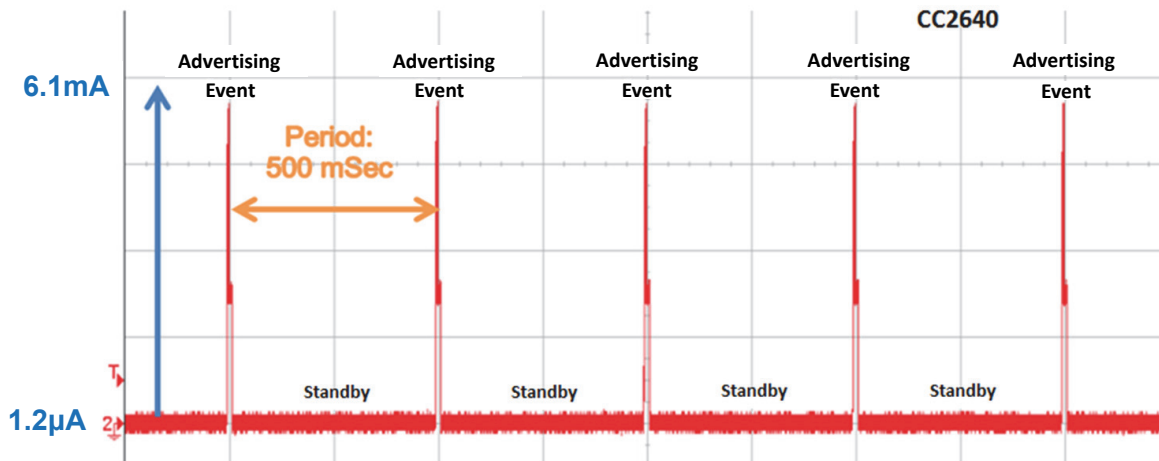 CC2640
Advertising Advertising Advertising Advertising Advertising
6.1mA Event Event Event Event Event
Period:
500 mSec
T
Standby Standby Standby Standby
1.2µA 2